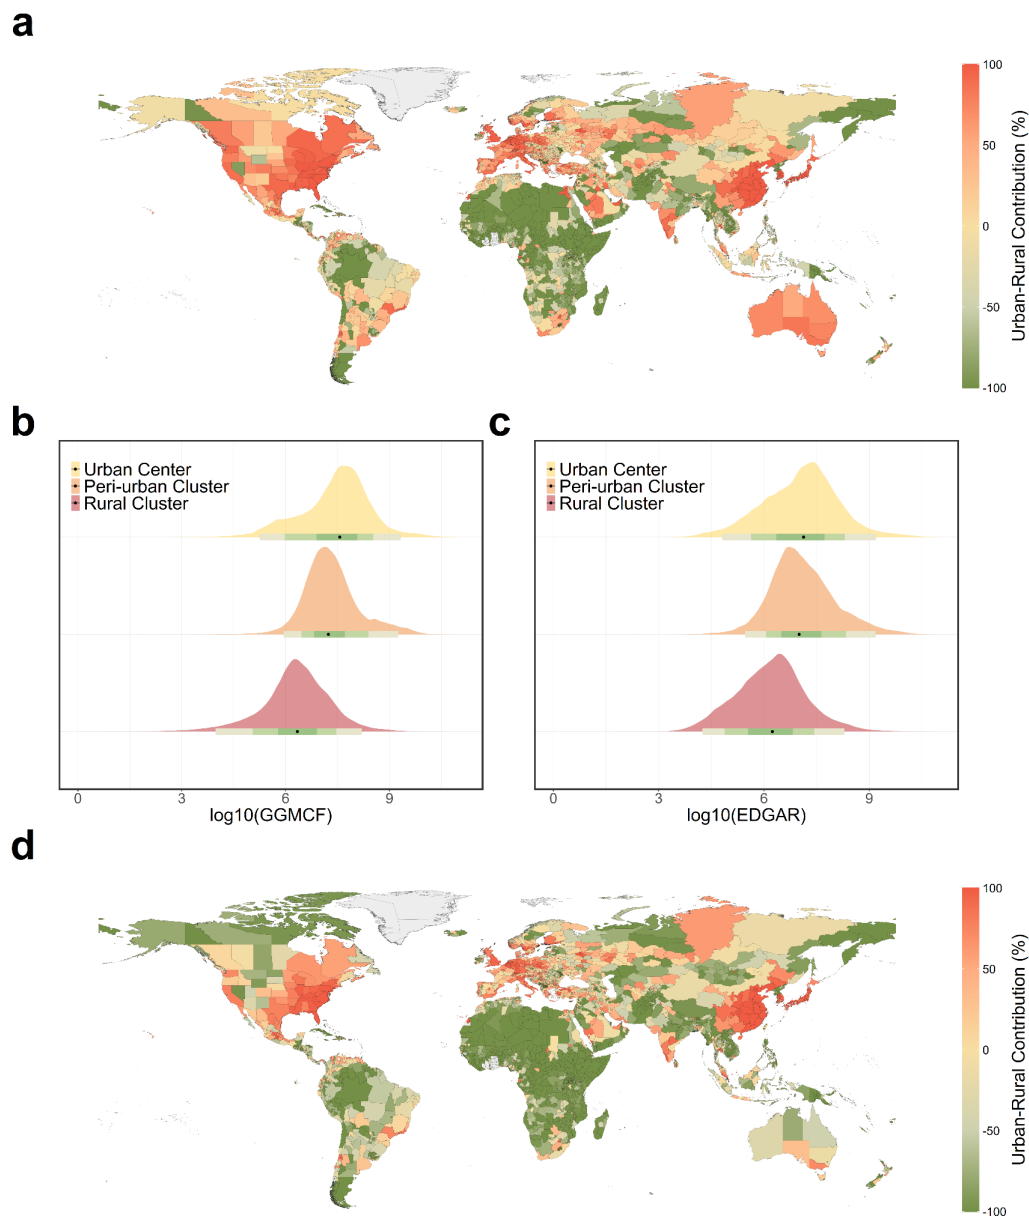 a
100
50
0
-50
-100
Urban-Rural Contribution (%)
b
Urban Center
Peri-urban Cluster
Rural Cluster
0 3 6 9
log10(GGMCF)
c
Urban Center
Peri-urban Cluster
Rural Cluster
0 3 6 9
log10(EDGAR)
d
100
50
0
-50
-100
Urban-Rural Contribution (%)